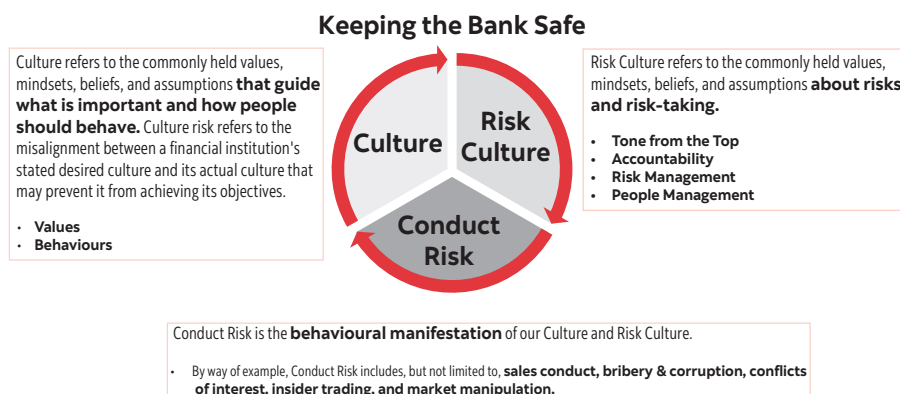 Keeping the Bank Safe
Culture refers to the commonly held values,
mindsets, beliefs, and assumptions that guide
what is important and how people
should behave. Culture risk refers to the
misalignment between a financial institution's
stated desired culture and its actual culture that
may prevent it from achieving its objectives.
• Values
• Behaviours
Culture
Risk
Culture
Conduct
Risk
Risk Culture refers to the commonly held values,
mindsets, beliefs, and assumptions about risks
and risk-taking.
• Tone from the Top
• Accountability
• Risk Management
• People Management
Conduct Risk is the behavioural manifestation of our Culture and Risk Culture.
• By way of example, Conduct Risk includes, but not limited to, sales conduct, bribery & corruption, conflicts
of interest, insider trading, and market manipulation.